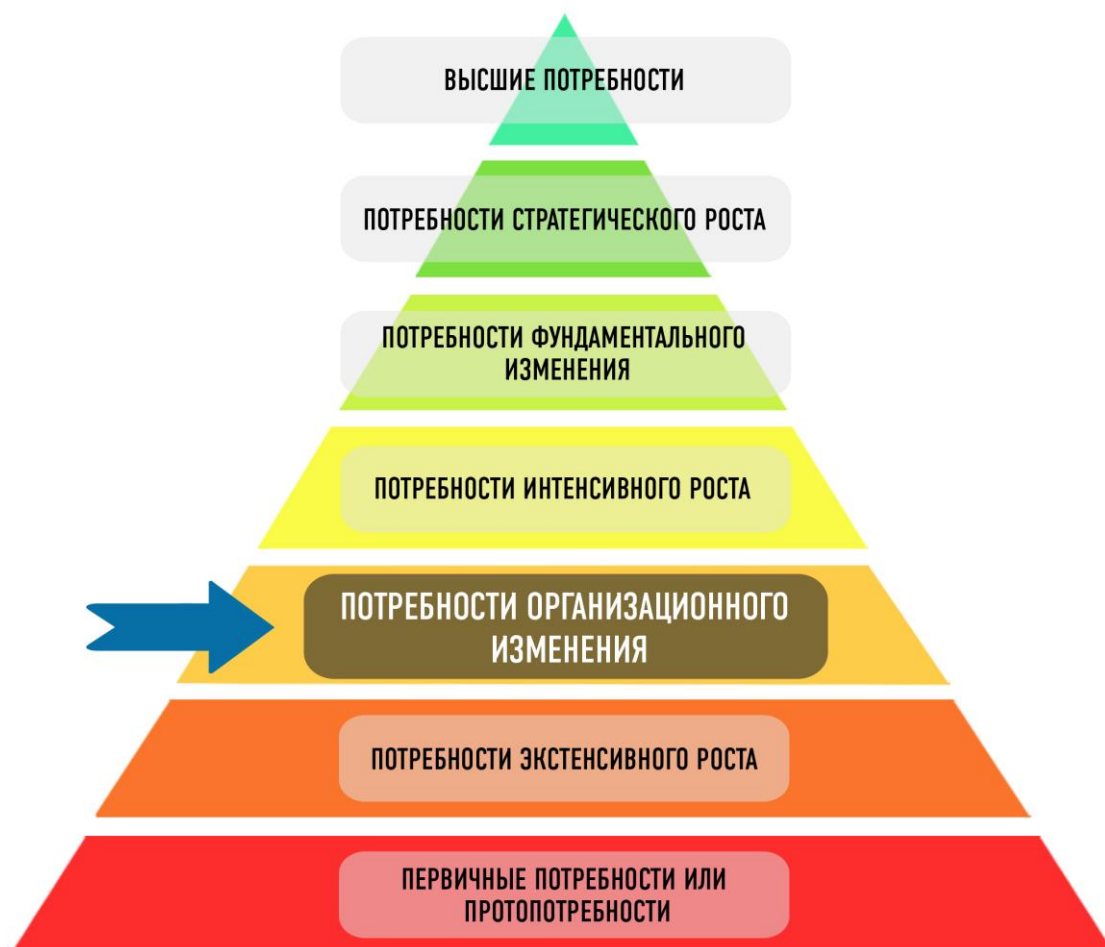 ВЫСШИЕ ПОТРЕБНОСТИ
ПОТРЕБНОСТИ СТРАТЕГИЧЕСКОГО РОСТА
ПОТРЕБНОСТИ ФУНДАМЕНТАЛЬНОГО
ИЗМЕНЕНИЯ
ПОТРЕБНОСТИ ИНТЕНСИВНОГО РОСТА
ПОТРЕБНОСТИ ОРГАНИЗАЦИОННОГО
ИЗМЕНЕНИЯ
ПОТРЕБНОСТИ ЭКСТЕНСИВНОГО РОСТА
ПЕРВИЧНЫЕ ПОТРЕБНОСТИ ИЛИ
ПРОТОПОТРЕБНОСТИ